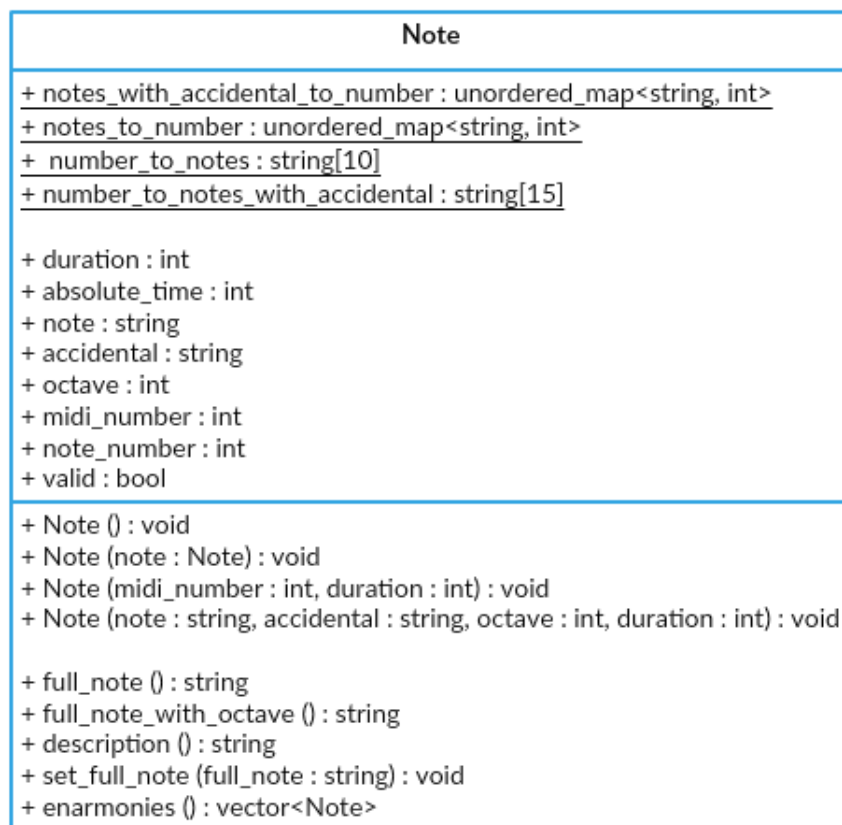 Note
+ notes_with_accidental_to_number : unordered_map<string, int>
+ notes_to_number : unordered_map<string, int>
+ number_to_notes : string[10]
+ number_to_notes_with_accidental : string[15]
+ duration : int
+ absolute_time : int
+ note : string
+ accidental : string
+ octave : int
+ midi_number : int
+ note_number : int
+ valid : bool
+ Note () : void
+ Note (note : Note) : void
+ Note (midi_number : int, duration : int) : void
+ Note (note : string, accidental : string, octave : int, duration : int) : void
+ full_note () : string
+ full_note_with_octave () : string
+ description () : string
+ set_full_note (full_note : string) : void
+ enarmonies () : vector<Note>